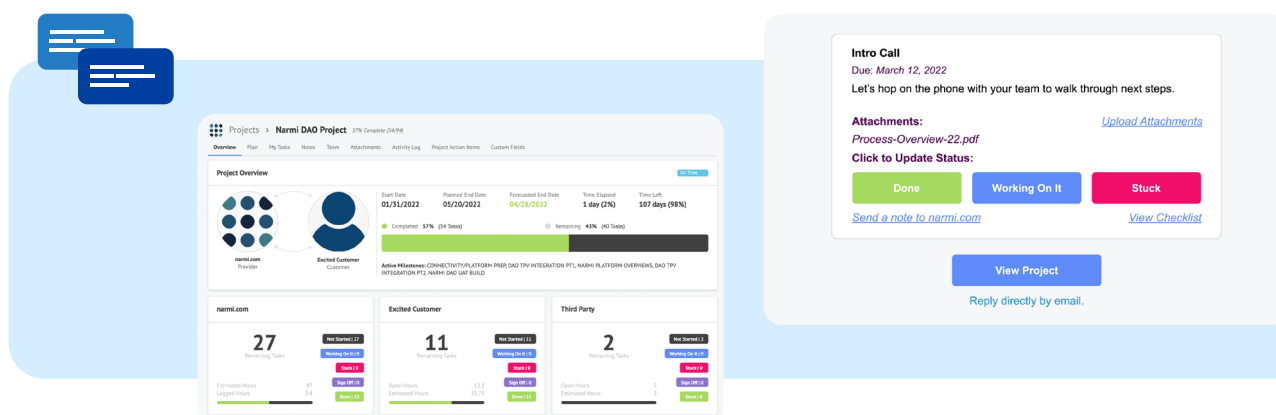 Projects > Narmi DAO Project 57% Complete (54/94)
Overview Plan My Tasks Notes Team Attachments Activity Log Project Action Items Custom Fields
Project Overview
ON TIME
Start Date Planned End Date Forecasted End Date Time Elapsed Time Left
01/31/2022 05/20/2022 04/28/2022 1 day (2%) 107 days (98%)
Completed 57% (54 Tasks) Remaining 43% (40 Tasks)
narmi.com
Provider
Excited Customer
Customer
Active Milestones: CONNECTIVITY/PLATFORM PREP, DAO TPV INTEGRATION PT1, NARMI PLATFORM OVERVIEWS, DAO TPV
INTEGRATION PT2, NARMI DAO UAT BUILD
narmi.com
27
Remaining Tasks
Not Started | 27
Working On It | 0
Stuck | 0
Sign Off | 0
Estimated Hours 87
Logged Hours 54
Excited Customer
11
Remaining Tasks
Not Started | 11
Working On It | 0
Stuck | 0
Sign Off | 0
Open Hours 12.5
Estimated Hours 32.75
Third Party
2
Remaining Tasks
Not Started | 2
Working On It | 0
Stuck | 0
Sign Off | 0
Open Hours 2
Estimated Hours 2
Intro Call
Due: March 12, 2022
Let's hop on the phone with your team to walk through next steps.
Attachments: Upload Attachments
Process-Overview-22.pdf
Click to Update Status:
Done Working On It Stuck
Send a note to narmi.com View Checklist
View Project
Reply directly by email.